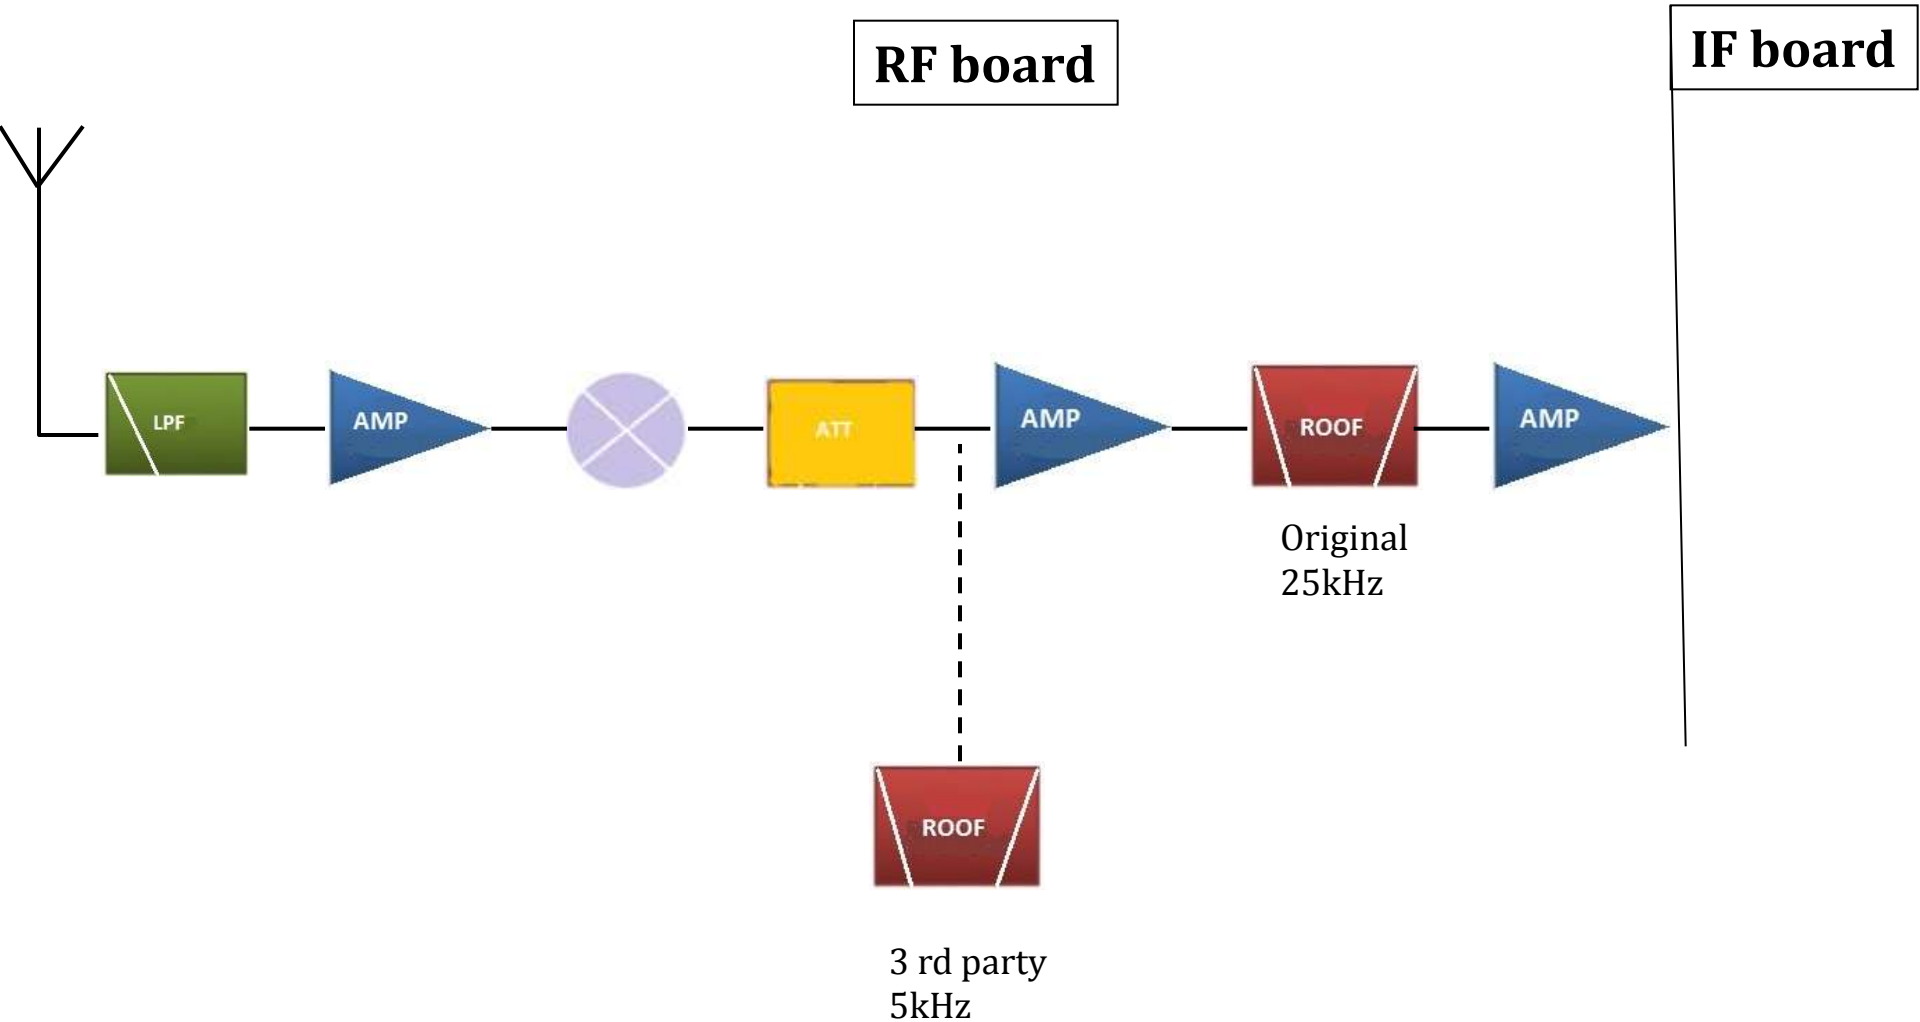 RF board
IF board
LPF
AMP
ATT
AMP
ROOF
AMP
Original
25kHz
ROOF
3 rd party
5kHz